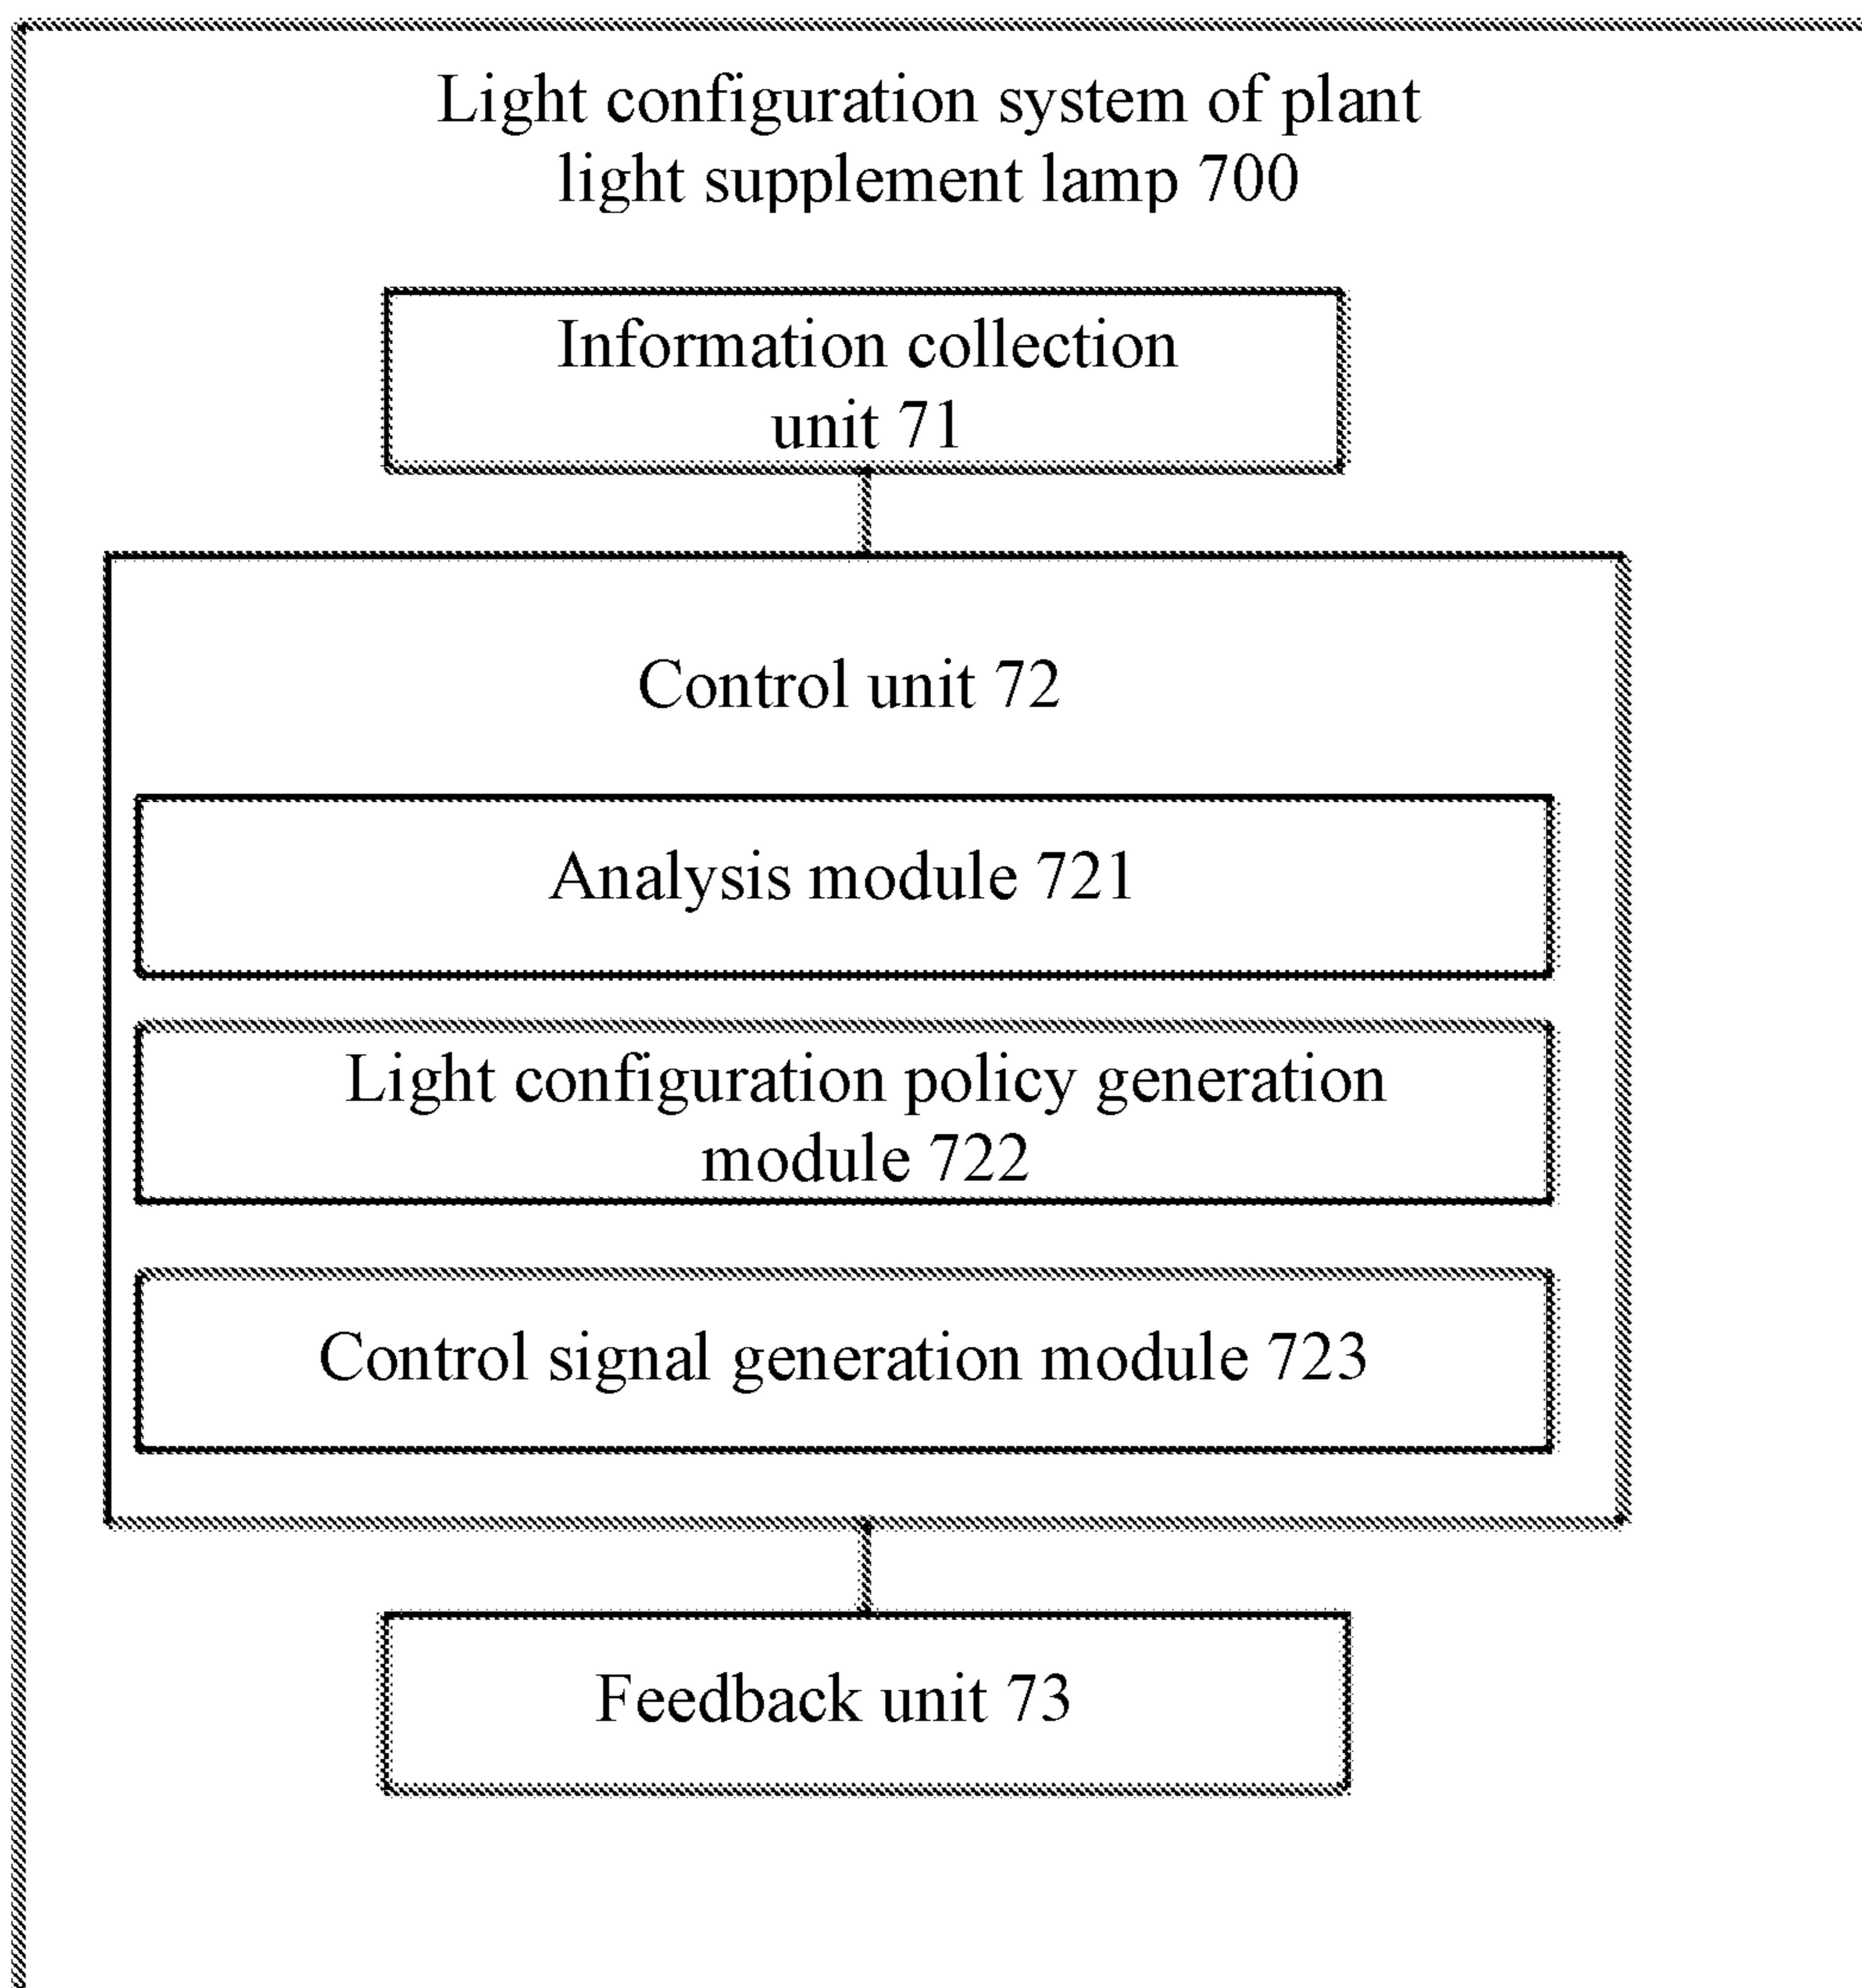 Light configuration system of plant
light supplement lamp 700
Information collection
unit 71
Control unit 72
Analysis module 721
Light configuration policy generation
module 722
Control signal generation module 723
Feedback unit 73